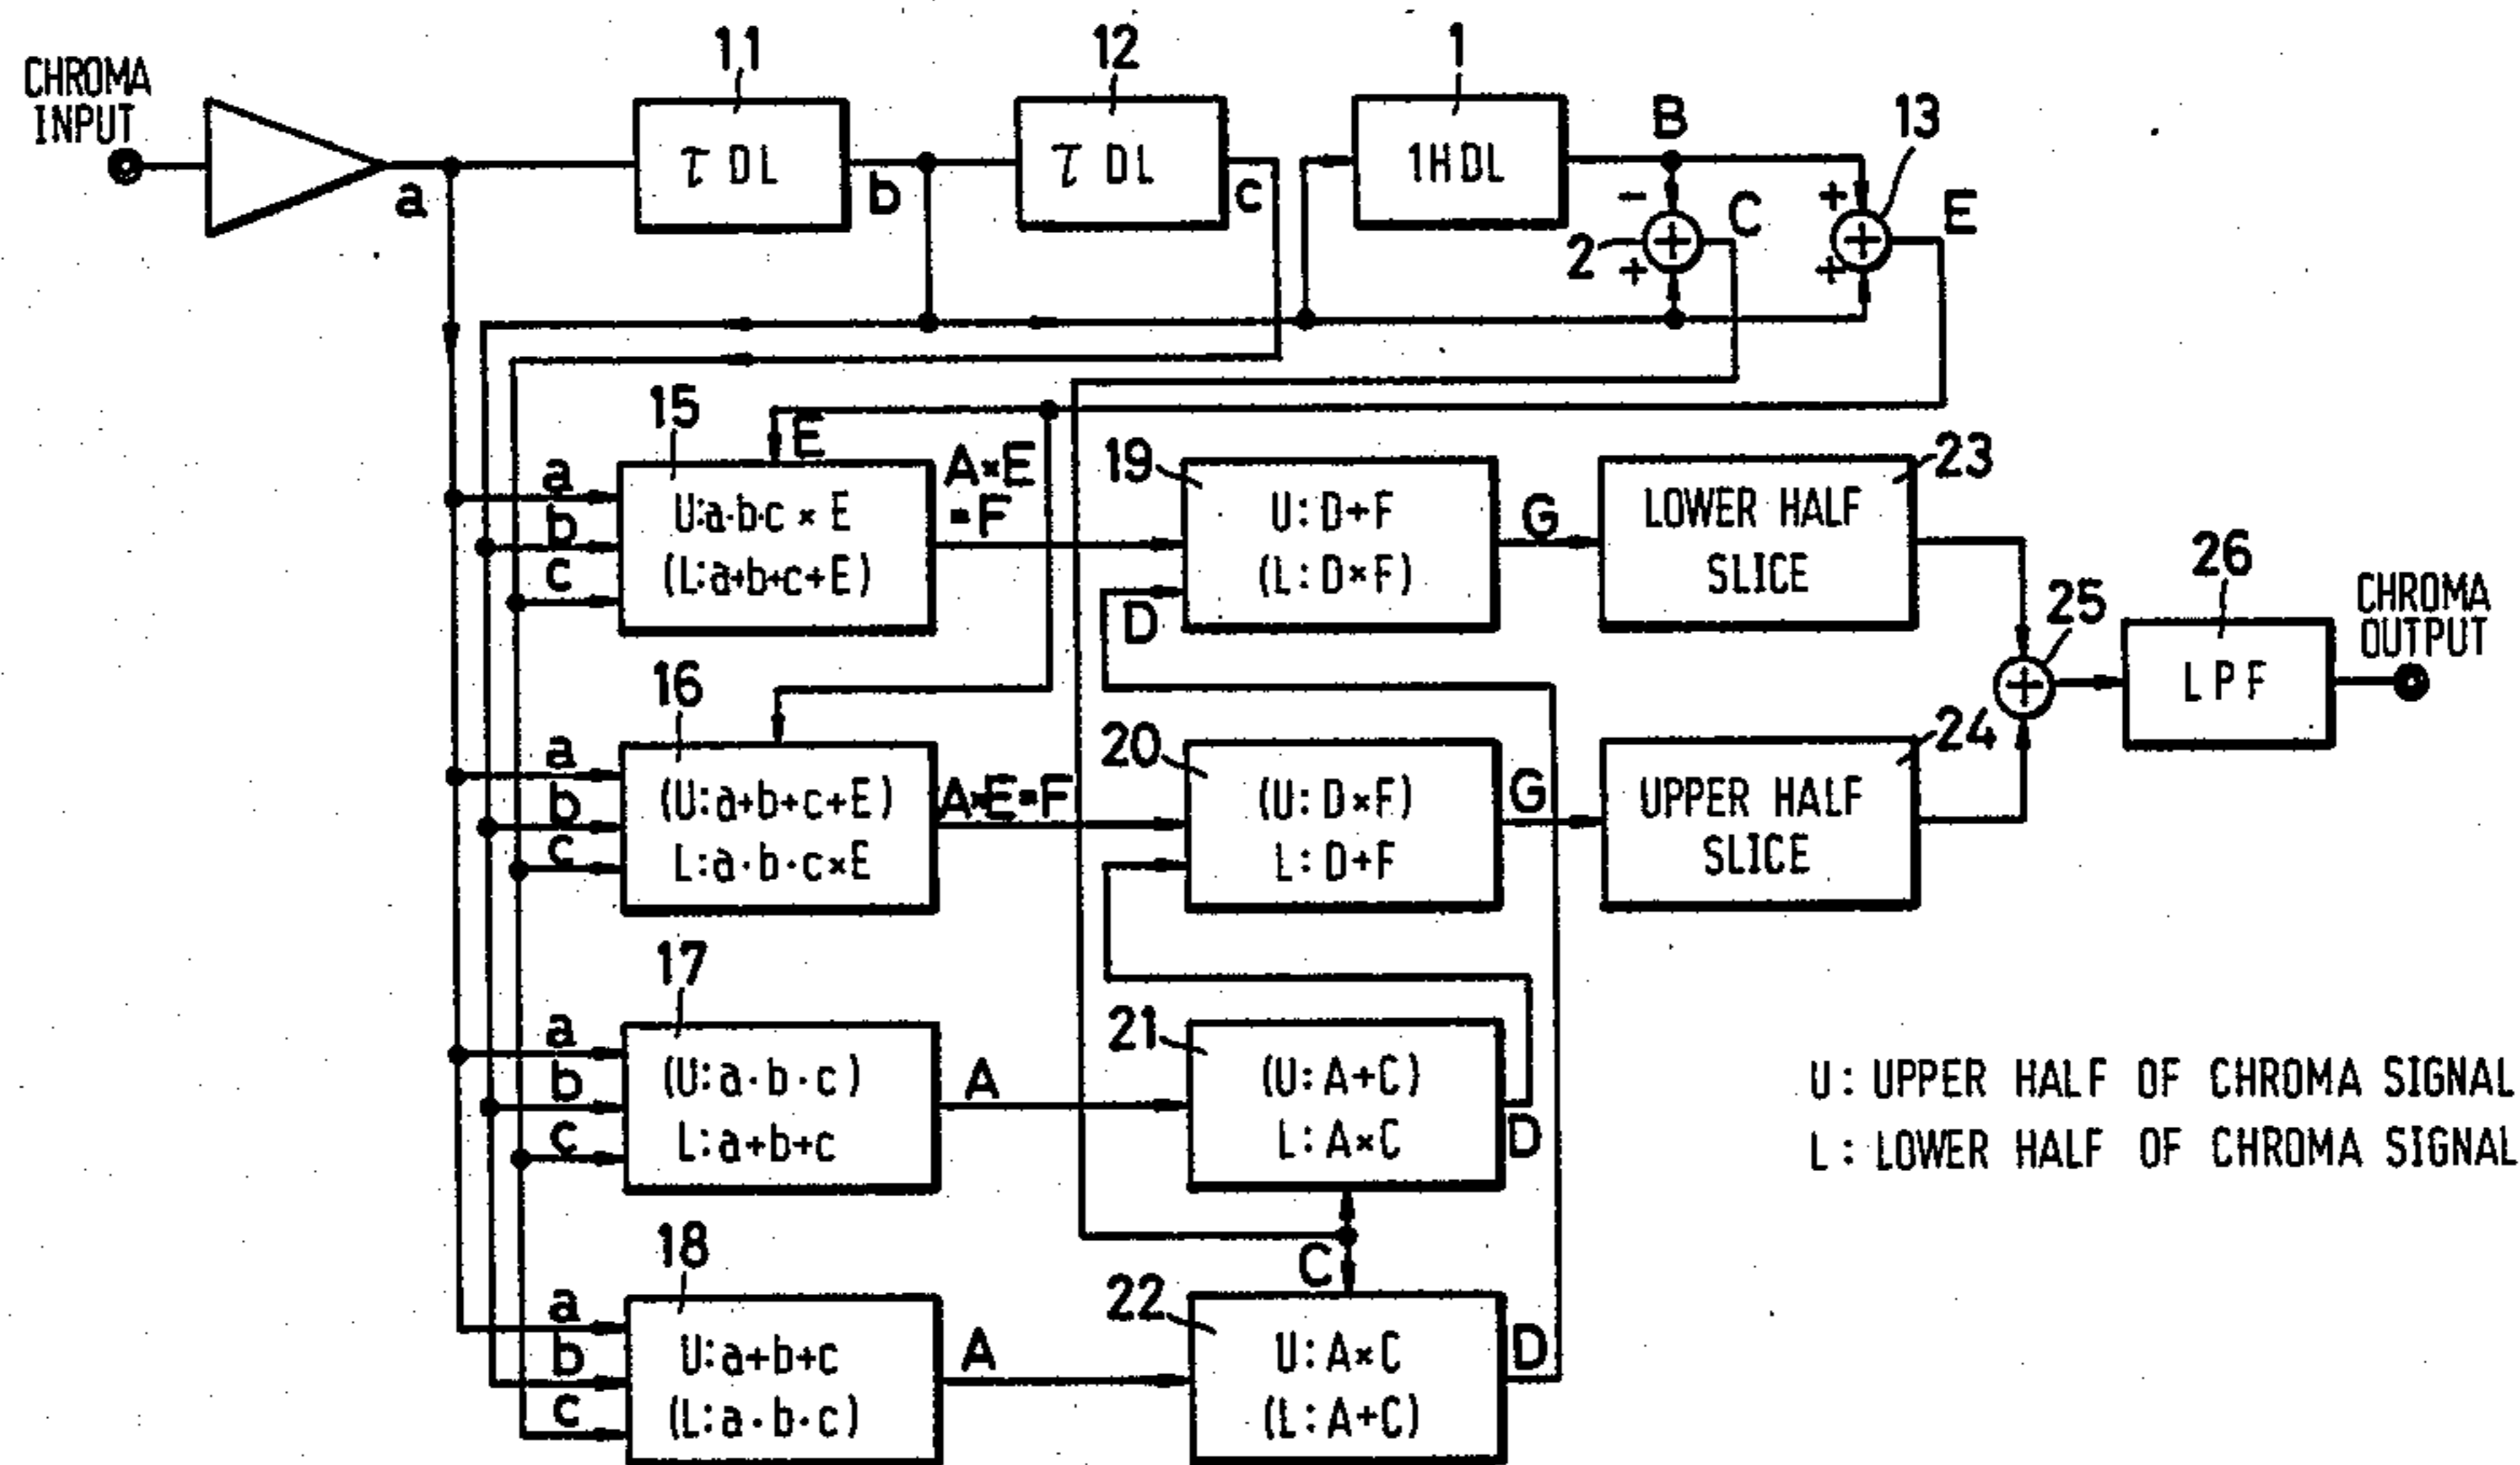 CHROMA
INPUT
11
12
1
τ DL
τ DL
1HDL
a
b
c
B
13
-
+
2
+
C
+
E
15
E
a
b
c
U:a·b·c×E
(L:a+b+c+E)
A×E
=F
19
U:D+F
(L:D×F)
D
G
LOWER HALF
SLICE
23
16
a
b
c
(U:a+b+c+E)
L:a·b·c×E
A×E=F
20
(U:D×F)
L:D+F
G
UPPER HALF
SLICE
24
25
26
LPF
CHROMA
OUTPUT
17
a
b
c
(U:a·b·c)
L:a+b+c
A
21
(U:A+C)
L:A×C
D
U: UPPER HALF OF CHROMA SIGNAL
L: LOWER HALF OF CHROMA SIGNAL
18
a
b
c
U:a+b+c
(L:a·b·c)
A
C
22
U:A×C
(L:A+C)
D